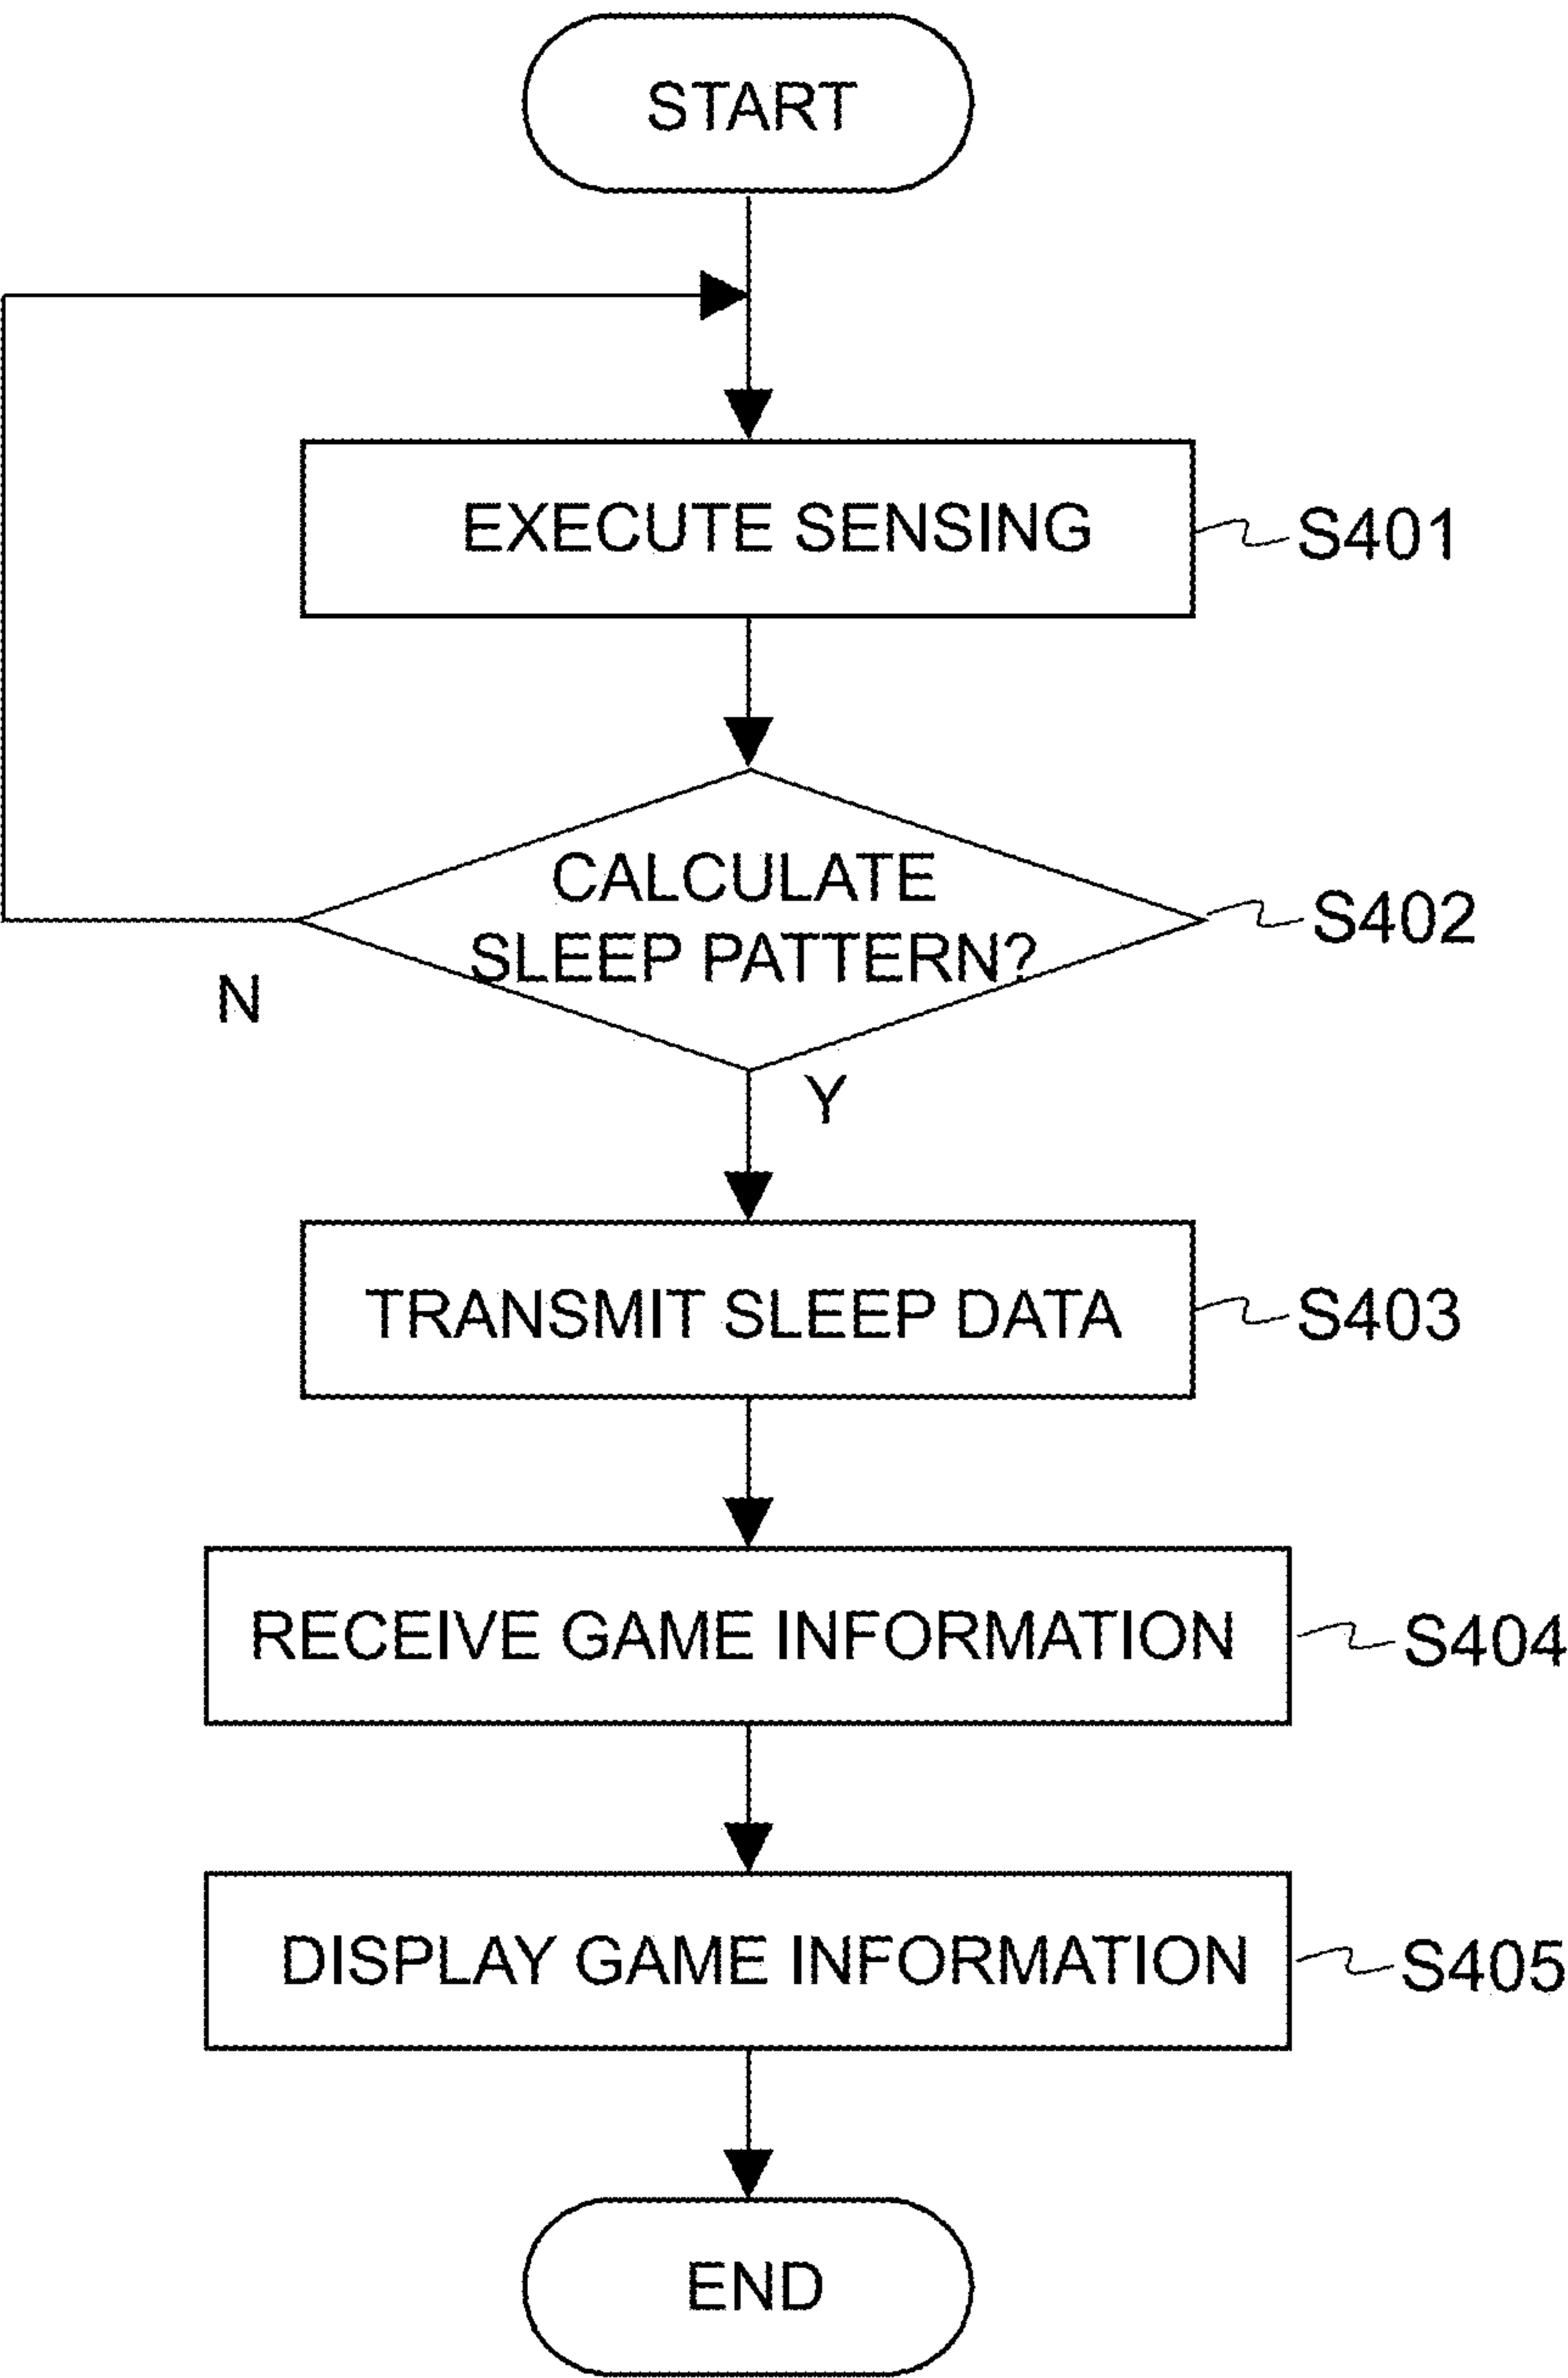 START
EXECUTE SENSING
S401
CALCULATE
SLEEP PATTERN?
S402
N
Y
TRANSMIT SLEEP DATA
S403
RECEIVE GAME INFORMATION
S404
DISPLAY GAME INFORMATION
S405
END